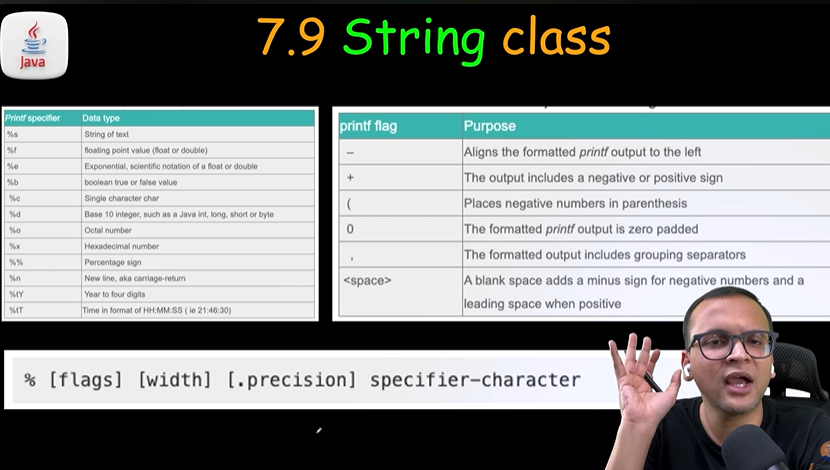 Java
7.9 String class
Printf specifier Data type
%s String of text
%f floating point value (float or double)
%e Exponential, scientific notation of a float or double
%b boolean true or false value
%c Single character char
%d Base 10 integer, such as a Java int, long, short or byte
%o Octal number
%x Hexadecimal number
%% Percentage sign
%n New line, aka carriage-return
%tY Year to four digits
%tT Time in format of HH:MM:SS ( ie 21:46:30)
printf flag Purpose
– Aligns the formatted printf output to the left
+ The output includes a negative or positive sign
( Places negative numbers in parenthesis
0 The formatted printf output is zero padded
, The formatted output includes grouping separators
<space> A blank space adds a minus sign for negative numbers and a
leading space when positive
% [flags] [width] [.precision] specifier-character